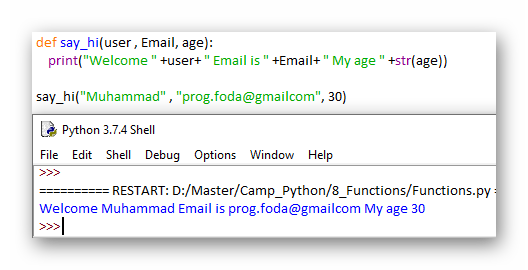 def say_hi(user , Email, age):
print("Welcome " +user+ " Email is " +Email+ " My age " +str(age))
say_hi("Muhammad" , "prog.foda@gmailcom", 30)
Python 3.7.4 Shell
File Edit Shell Debug Options Window Help
>>>
========== RESTART: D:/Master/Camp_Python/8_Functions/Functions.py =
Welcome Muhammad Email is prog.foda@gmailcom My age 30
>>>